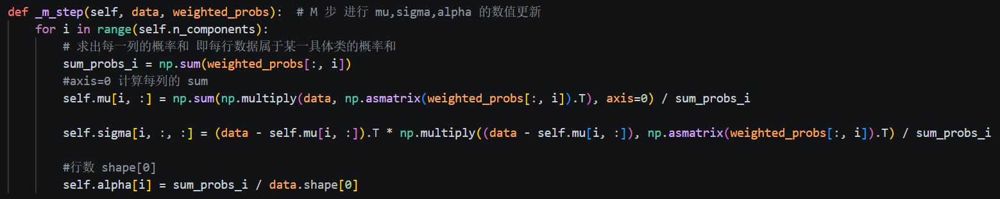 def _m_step(self, data, weighted_probs):  # M 步 进行 mu,sigma,alpha 的数值更新
    for i in range(self.n_components):
        # 求出每一列的概率和 即每行数据属于某一具体类的概率和
        sum_probs_i = np.sum(weighted_probs[:, i])
        #axis=0 计算每列的 sum
        self.mu[i, :] = np.sum(np.multiply(data, np.asmatrix(weighted_probs[:, i]).T), axis=0) / sum_probs_i
        self.sigma[i, :, :] = (data - self.mu[i, :]).T * np.multiply((data - self.mu[i, :]), np.asmatrix(weighted_probs[:, i]).T) / sum_probs_i
        #行数 shape[0]
        self.alpha[i] = sum_probs_i / data.shape[0]